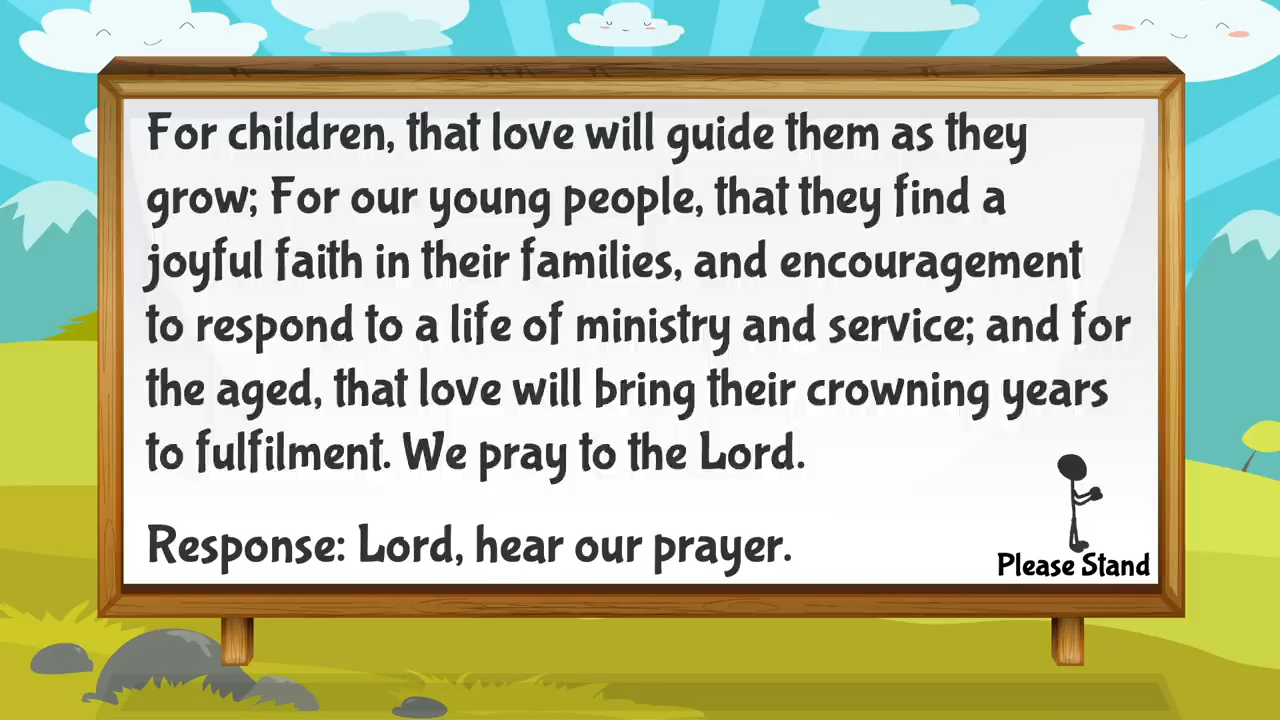 For children, that love will guide them as they
grow; For our young people, that they find a
joyful faith in their families, and encouragement
to respond to a life of ministry and service; and for
the aged, that love will bring their crowning years
to fulfilment. We pray to the Lord.
Response: Lord, hear our prayer.
Please Stand